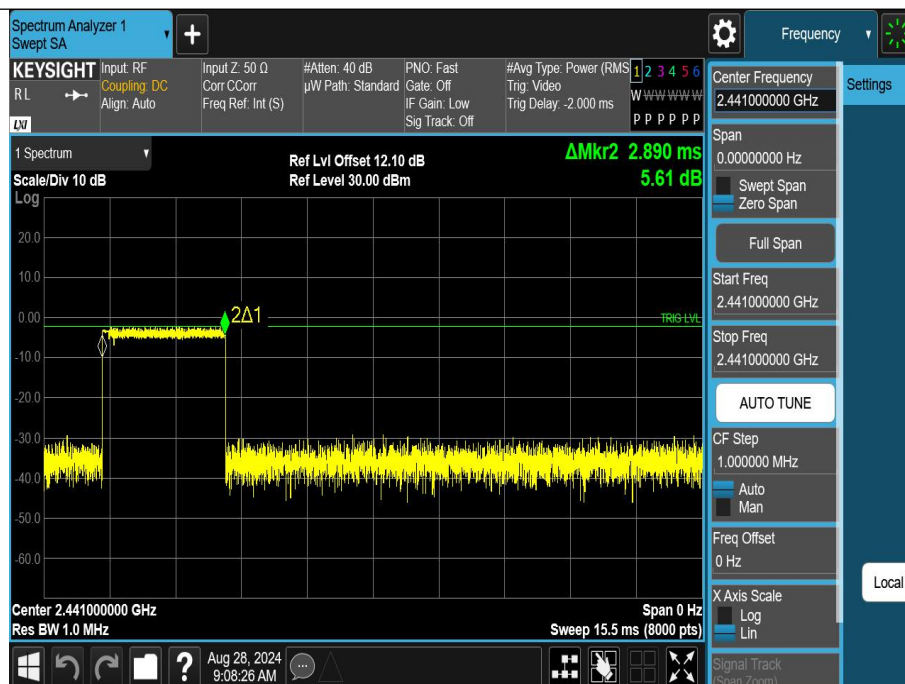 Spectrum Analyzer 1
Swept SA
Frequency
KEYSIGHT
RL
LXI
Input: RF
Coupling: DC
Align: Auto
Input Z: 50 Ω
Corr CCorr
Freq Ref: Int (S)
#Atten: 40 dB
µW Path: Standard
PNO: Fast
Gate: Off
IF Gain: Low
Sig Track: Off
#Avg Type: Power (RMS
Trig: Video
Trig Delay: -2.000 ms
1 2 3 4 5 6
W W W W W W
P P P P P P
1 Spectrum
Scale/Div 10 dB
Log
Ref Lvl Offset 12.10 dB
Ref Level 30.00 dBm
ΔMkr2 2.890 ms
5.61 dB
20.0
10.0
0.00
-10.0
-20.0
-30.0
-40.0
-50.0
-60.0
2Δ1
TRIG LVL
Center 2.441000000 GHz
Res BW 1.0 MHz
Span 0 Hz
Sweep 15.5 ms (8000 pts)
Aug 28, 2024
9:08:26 AM
Center Frequency
2.441000000 GHz
Span
0.00000000 Hz
Swept Span
Zero Span
Full Span
Start Freq
2.441000000 GHz
Stop Freq
2.441000000 GHz
AUTO TUNE
CF Step
1.000000 MHz
Auto
Man
Freq Offset
0 Hz
X Axis Scale
Log
Lin
Signal Track
(Span Zoom)
Settings
Local